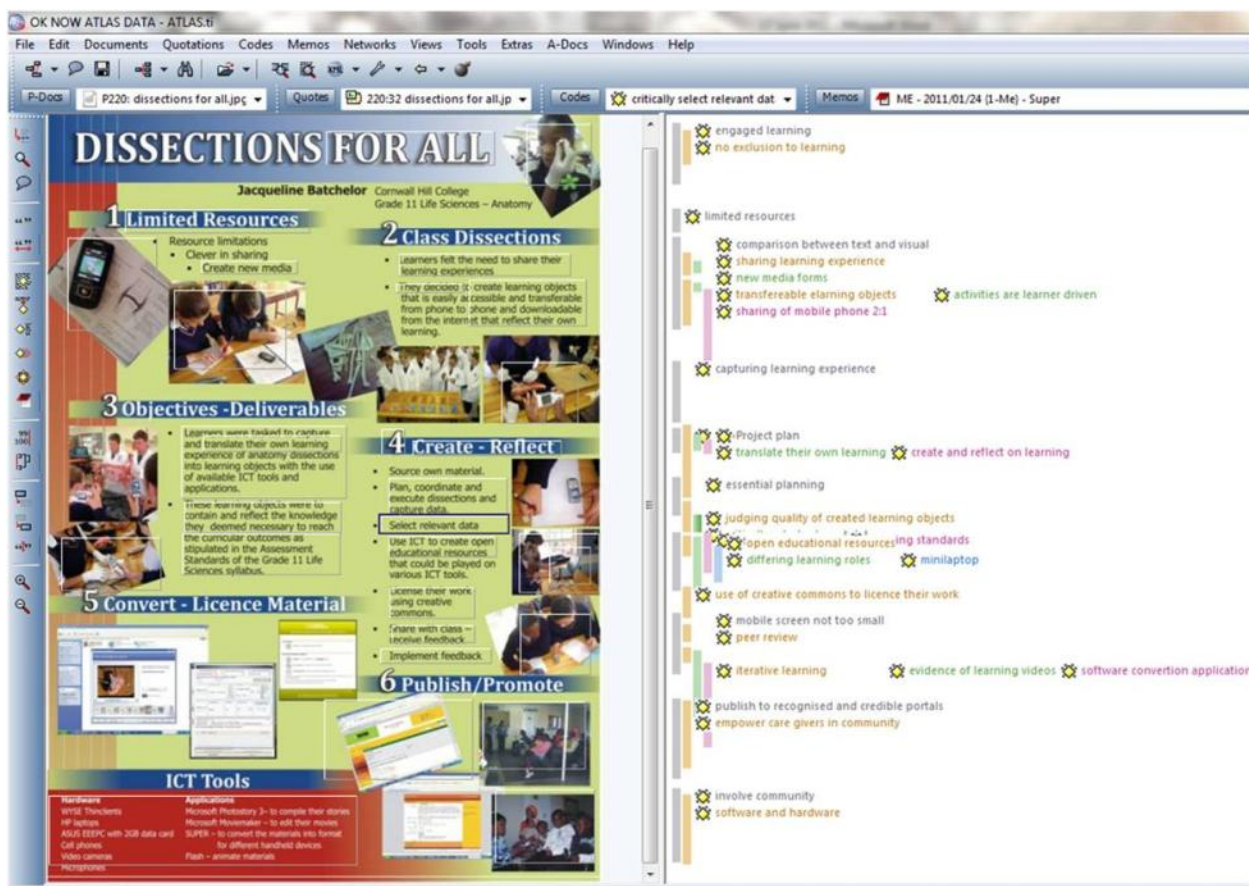 OK NOW ATLAS DATA - ATLAS.ti
File Edit Documents Quotations Codes Memos Networks Views Tools Extras A-Docs Windows Help
P-Docs P220: dissections for all.jpg Quotes 220:32 dissections for all.jp Codes critically select relevant dat Memos ME - 2011/01/24 (1-Me) - Super
DISSECTIONS FOR ALL
Jacqueline Batchelor Cornwall Hill College
Grade 11 Life Sciences – Anatomy
1 Limited Resources
Resource limitations
• Clever in sharing
• Create new media
2 Class Dissections
• Learners felt the need to share their
learning experiences
• They decided to create learning objects
that is easily accessible and transferable
from phone to phone and downloadable
from the internet that reflect their own
learning.
3 Objectives -Deliverables
• Learners were tasked to capture
and translate their own learning
experience of anatomy dissections
into learning objects with the use
of available ICT tools and
applications.
• These learning objects were to
contain and reflect the knowledge
they deemed necessary to reach
the curricular outcomes as
stipulated in the Assessment
Standards of the Grade 11 Life
Sciences syllabus.
4 Create - Reflect
• Source own material.
• Plan, coordinate and
execute dissections and
capture data.
• Select relevant data
• Use ICT to create open
educational resources
that could be played on
various ICT tools.
• License their work
using creative
commons.
• Share with class –
receive feedback
• Implement feedback
5 Convert - Licence Material
6 Publish/Promote
ICT Tools
Hardware
WYSE Thinclients
HP laptops
ASUS EEEPC with 2GB data card
Cell phones
Video cameras
Microphones
Applications
Microsoft Photostory 3– to compile their stories
Microsoft Moviemaker – to edit their movies
SUPER – to convert the materials into format
for different handheld devices
Flash – animate materials
engaged learning
no exclusion to learning
limited resources
comparison between text and visual
sharing learning experience
new media forms
transfereable elarning objects activities are learner driven
sharing of mobile phone 2:1
capturing learning experience
Project plan
translate their own learning create and reflect on learning
essential planning
judging quality of created learning objects
open educational resources ing standards
differing learning roles minilaptop
use of creative commons to licence their work
mobile screen not too small
peer review
iterative learning evidence of learning videos software convertion application
publish to recognised and credible portals
empower care givers in community
involve community
software and hardware